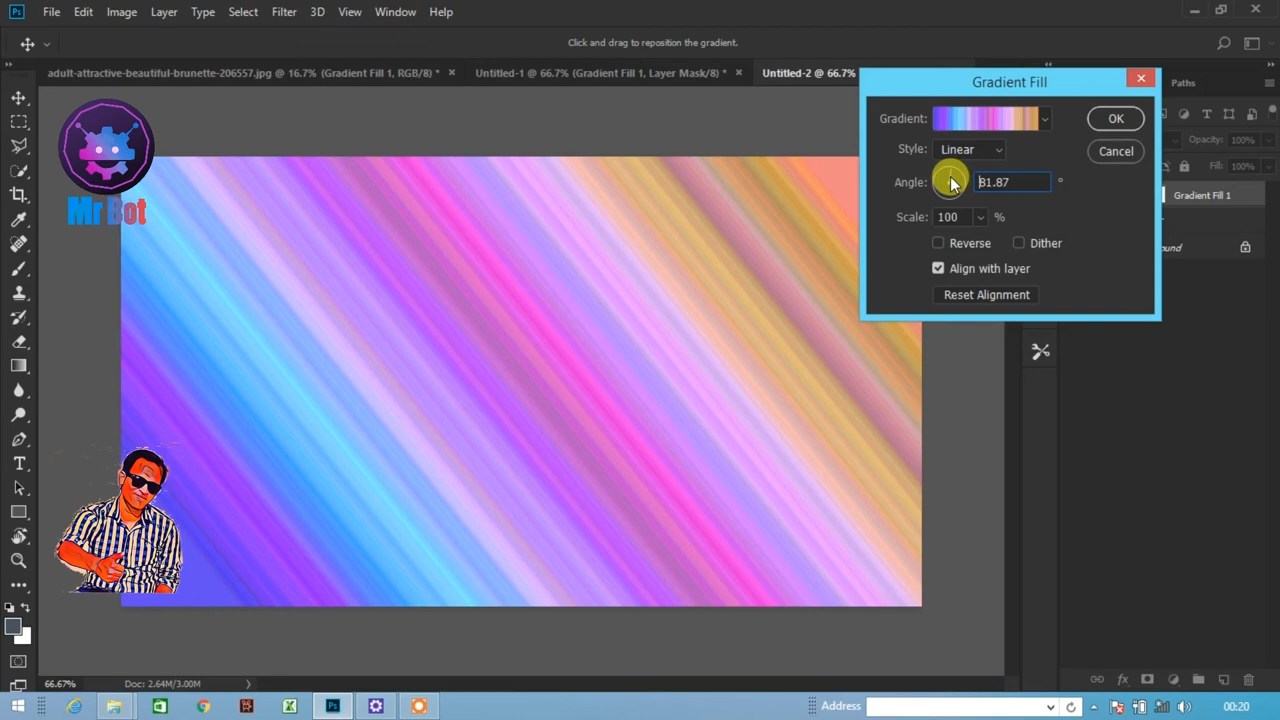 Ps File Edit Image Layer Type Select Filter 3D View Window Help
Click and drag to reposition the gradient.
adult-attractive-beautiful-brunette-206557.jpg @ 16.7% (Gradient Fill 1, RGB/8) *
Untitled-1 @ 66.7% (Gradient Fill 1, Layer Mask/8) *
Untitled-2 @ 66.7%
Paths
Gradient Fill
Gradient:
OK
Style: Linear
Cancel
Angle: 81.87 °
Scale: 100 %
Reverse
Dither
Align with layer
Reset Alignment
100%
Fill: 100%
Gradient Fill 1
Mr Bot
66.67%
Doc: 2.64M/3.00M
Address
00:20